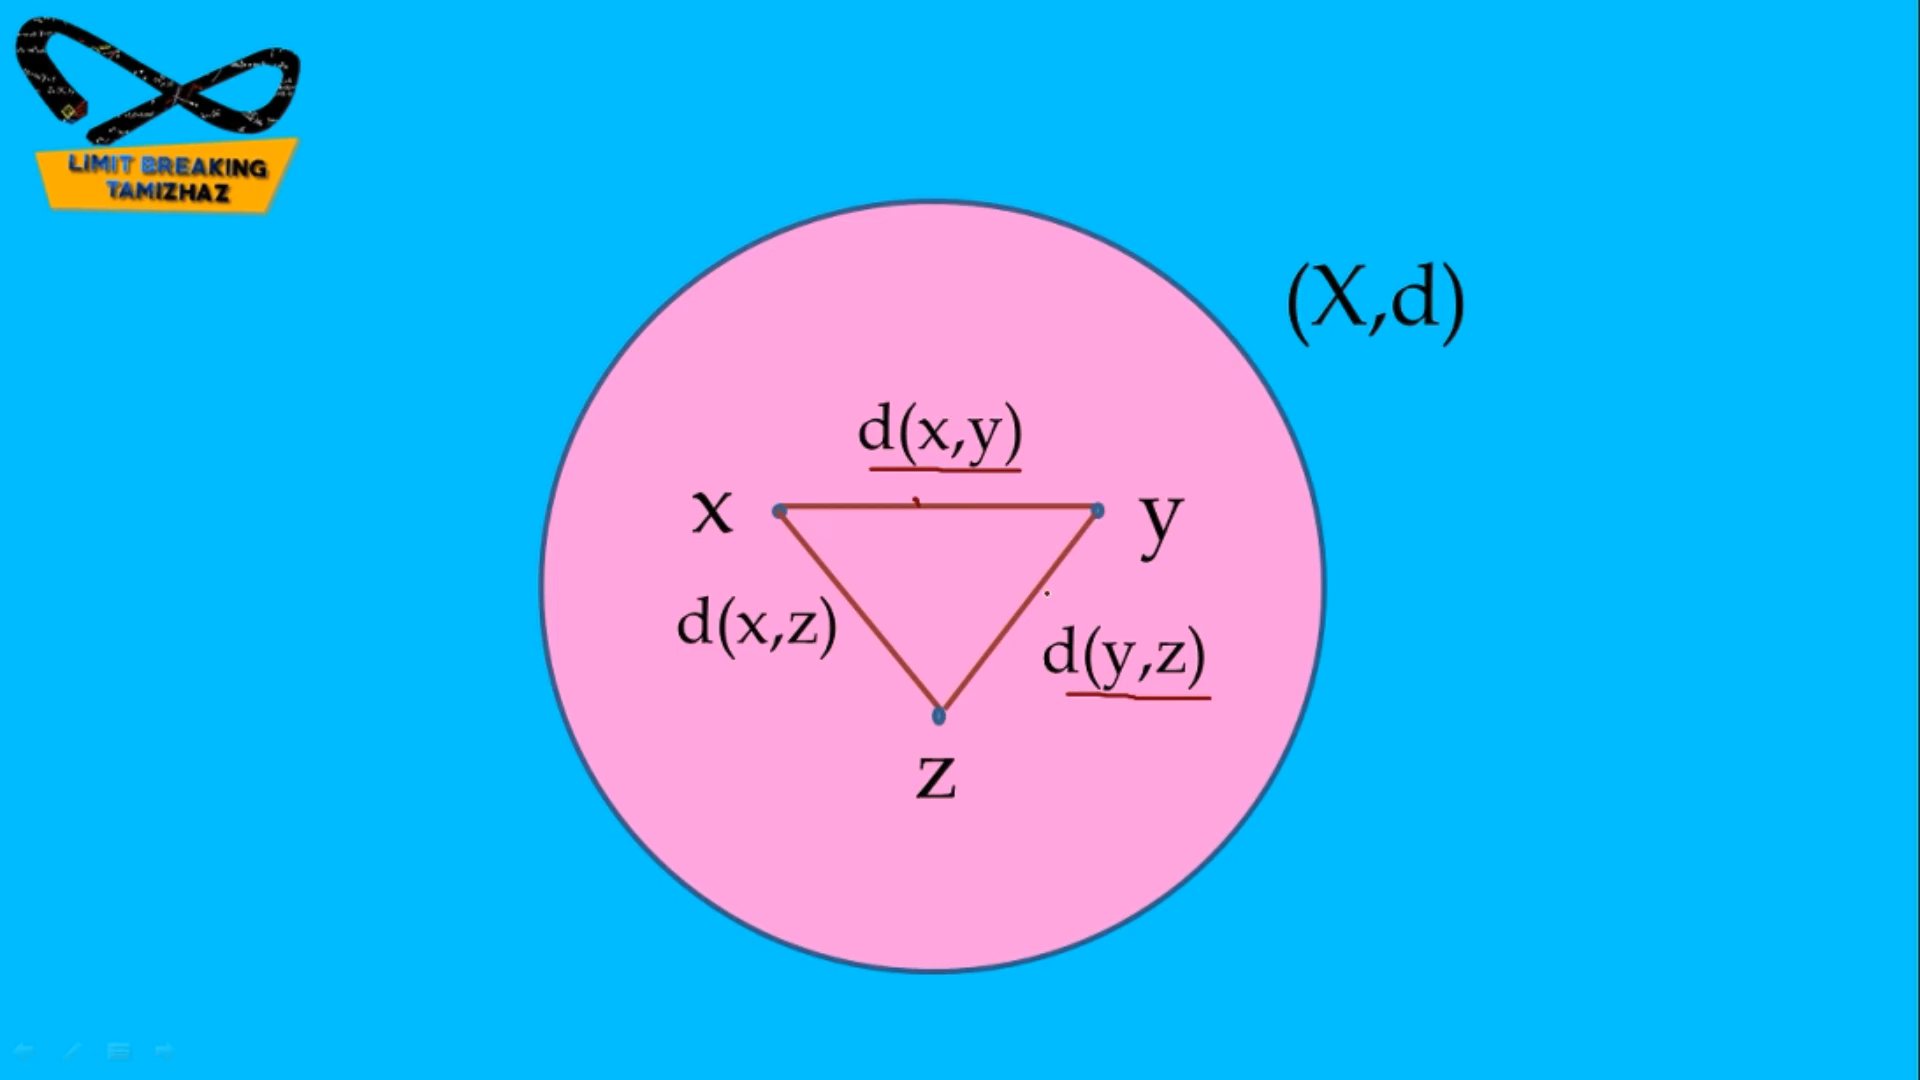 LIMIT BREAKING
TAMIZHAZ
(X,d)
d(x,y)
x
y
d(x,z)
d(y,z)
z